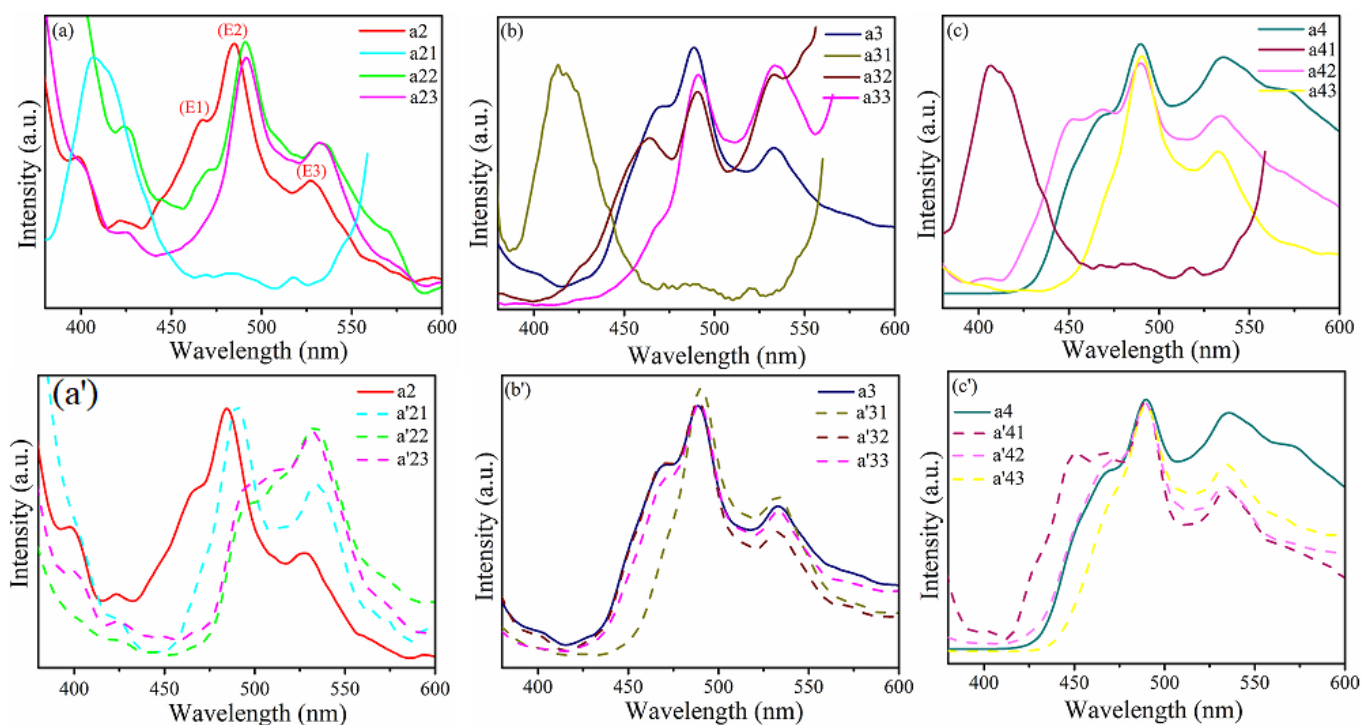 (a)
(E2)
(E1)
(E3)
a2
a21
a22
a23
Intensity (a.u.)
400
450
500
550
600
Wavelength (nm)
(b)
a3
a31
a32
a33
Intensity (a.u.)
400
450
500
550
600
Wavelength (nm)
(c)
a4
a41
a42
a43
Intensity (a.u.)
400
450
500
550
600
Wavelength (nm)
(a')
a2
a'21
a'22
a'23
Intensity (a.u.)
400
450
500
550
600
Wavelength (nm)
(b')
a3
a'31
a'32
a'33
Intensity (a.u.)
400
450
500
550
600
Wavelength (nm)
(c')
a4
a'41
a'42
a'43
Intensity (a.u.)
400
450
500
550
600
Wavelength (nm)